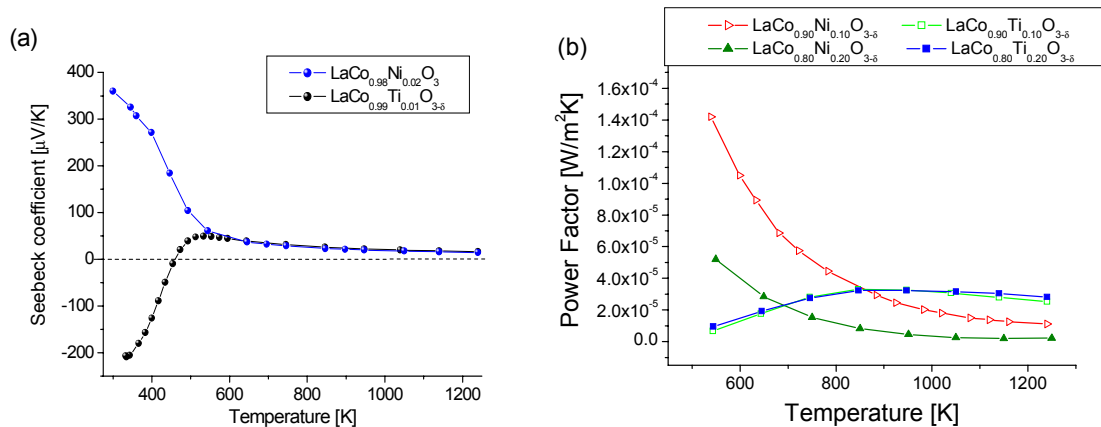 (a)
LaCo0.98Ni0.02O3
LaCo0.99Ti0.01O3-δ
Seebeck coefficient [μV/K]
400
300
200
100
0
-100
-200
400 600 800 1000 1200
Temperature [K]
(b)
LaCo0.90Ni0.10O3-δ
LaCo0.90Ti0.10O3-δ
LaCo0.80Ni0.20O3-δ
LaCo0.80Ti0.20O3-δ
Power Factor [W/m²K]
1.6x10-4
1.4x10-4
1.2x10-4
1.0x10-4
8.0x10-5
6.0x10-5
4.0x10-5
2.0x10-5
0.0
600 800 1000 1200
Temperature [K]